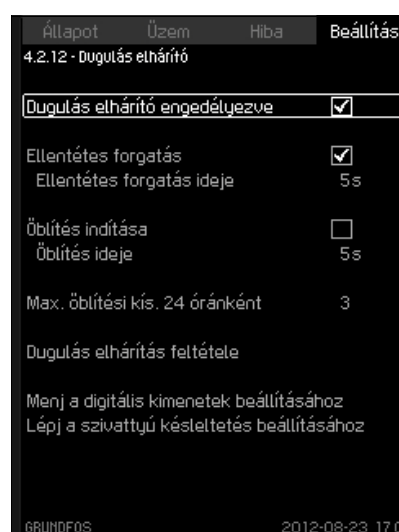 Állapot Üzem Hiba Beállítás
4.2.12 - Dugulás elhárító
Dugulás elhárító engedélyezve
Ellentétes forgatás
Ellentétes forgatás ideje 5s
Öblítés indítása
Öblítés ideje 5s
Max. öblítési kís. 24 óránként 3
Dugulás elhárítás feltétele
Menj a digitális kimenetek beállításához
Lépj a szivattyú késleltetés beállításához
GRUNDFOS 2012-08-23